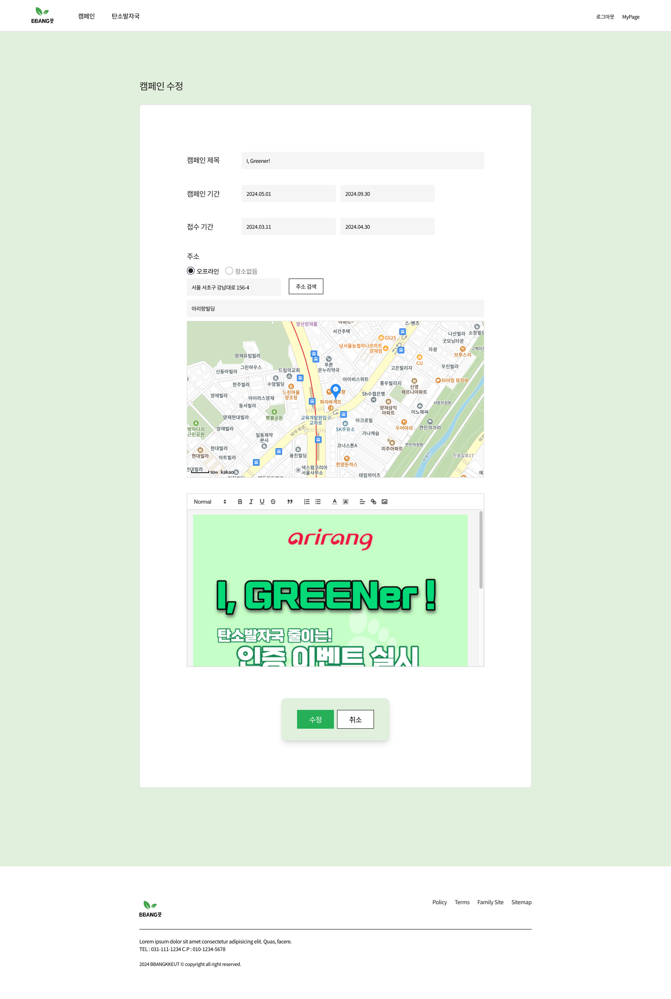 BBANG끗
캠페인
탄소발자국
로그아웃
MyPage
캠페인 수정
캠페인 제목
I, Greener!
캠페인 기간
2024.05.01
2024.09.30
접수 기간
2024.03.11
2024.04.30
주소
오프라인
장소없음
서울 서초구 강남대로 156-4
주소 검색
아리랑빌딩
영산양재홀
스-벤츠
서건주택
나산빌라
소정빌딩
GS25
굿모닝타운
남서울농협하나로마트
양재점
자광
브루스리
양재유림빌라
푸른
온누리약국
CU
고은빌리지
우진빌라
그린하우스
신동아빌라
드림의교회
수암빌딩
아이비스위트
홍우빌리지
타이밍 뮤직바
한주빌라
신영
체르니아파트
느린마을
양조장
Sh수협은행
양재빌라
아이리스양재
파리바게뜨
사랑의정원
동서빌라
양재삼익
아파트
이노메싸
횃불공원
양재현대빌라
교육개발원입구
교차로
아크로빌
SK주유소
두어마리
연인의거리
방아다리
근린공원
양재빌라
바우뫼로
가나캐슬
일동제약
본사
B
미주아파트
연인의정원
코너스톤A
현대빌라
현대빌라
아트빌라
용진빌딩
양재천
진출입로17
한양돈까스
넥스팜코리아
서울사무소
태림하이츠
현대빌라
50m
kakao
Normal
arirang
I, GREENer !
탄소발자국 줄이는!
인증 이벤트 실시
수정
취소
BBANG끗
Policy
Terms
Family Site
Sitemap
Lorem ipsum dolor sit amet consectetur adipisicing elit. Quas, facere.
TEL : 031-111-1234 C.P : 010-1234-5678
2024 BBANGKKEUT © copyright all right reserved.